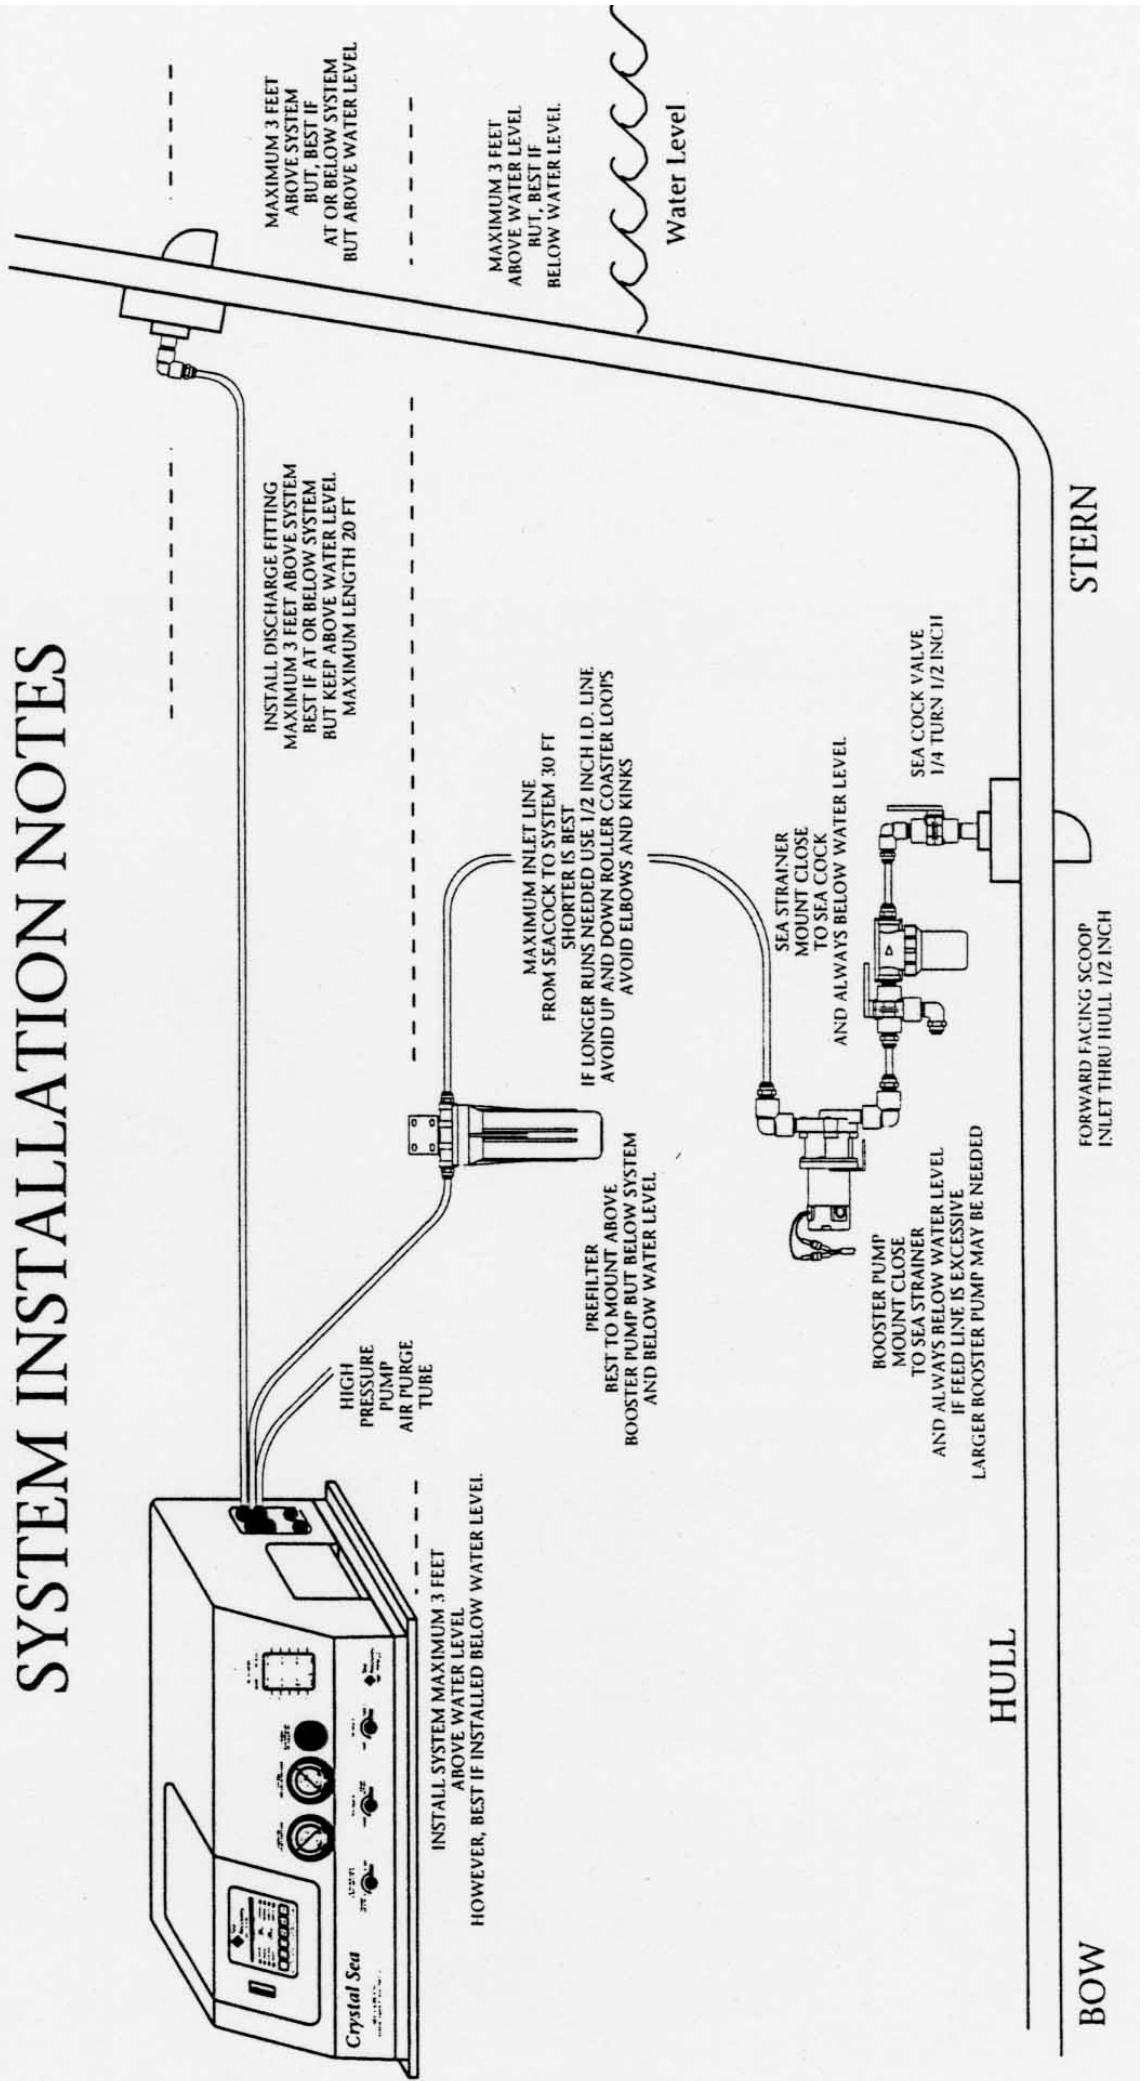 SYSTEM INSTALLATION NOTES
MAXIMUM 3 FEET
ABOVE SYSTEM
BUT, BEST IF
AT OR BELOW SYSTEM
BUT ABOVE WATER LEVEL
MAXIMUM 3 FEET
ABOVE WATER LEVEL
BUT, BEST IF
BELOW WATER LEVEL
Water Level
INSTALL DISCHARGE FITTING
MAXIMUM 3 FEET ABOVE SYSTEM
BEST IF AT OR BELOW SYSTEM
BUT KEEP ABOVE WATER LEVEL
MAXIMUM LENGTH 20 FT
HIGH
PRESSURE
PUMP
AIR PURGE
TUBE
Crystal Sea
INSTALL SYSTEM MAXIMUM 3 FEET
ABOVE WATER LEVEL
HOWEVER, BEST IF INSTALLED BELOW WATER LEVEL
MAXIMUM INLET LINE
FROM SEACOCK TO SYSTEM 30 FT
SHORTER IS BEST
IF LONGER RUNS NEEDED USE 1/2 INCH I.D. LINE
AVOID UP AND DOWN ROLLER COASTER LOOPS
AVOID ELBOWS AND KINKS
PREFILTER
BEST TO MOUNT ABOVE
BOOSTER PUMP BUT BELOW SYSTEM
AND BELOW WATER LEVEL
SEA STRAINER
MOUNT CLOSE
TO SEA COCK
AND ALWAYS BELOW WATER LEVEL
SEA COCK VALVE
1/4 TURN 1/2 INCH
BOOSTER PUMP
MOUNT CLOSE
TO SEA STRAINER
AND ALWAYS BELOW WATER LEVEL
IF FEED LINE IS EXCESSIVE
LARGER BOOSTER PUMP MAY BE NEEDED
HULL
BOW
FORWARD FACING SCOOP
INLET THRU HULL 1/2 INCH
STERN